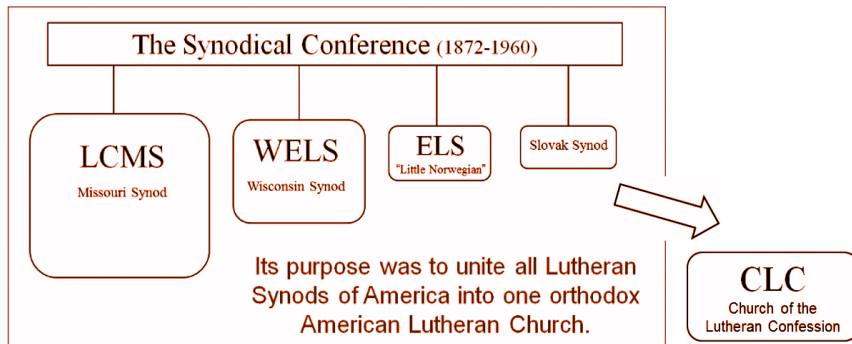 The Synodical Conference (1872-1960)
LCMS
Missouri Synod
WELS
Wisconsin Synod
ELS
"Little Norwegian"
Slovak Synod
Its purpose was to unite all Lutheran
Synods of America into one orthodox
American Lutheran Church.
CLC
Church of the
Lutheran Confession